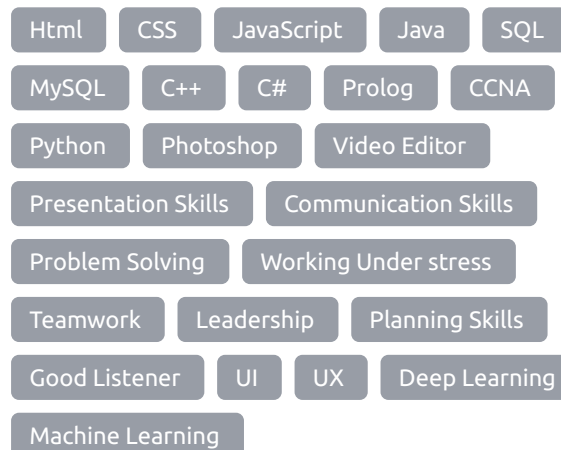 Html CSS JavaScript Java SQL
MySQL C++ C# Prolog CCNA
Python Photoshop Video Editor
Presentation Skills Communication Skills
Problem Solving Working Under stress
Teamwork Leadership Planning Skills
Good Listener UI UX Deep Learning
Machine Learning